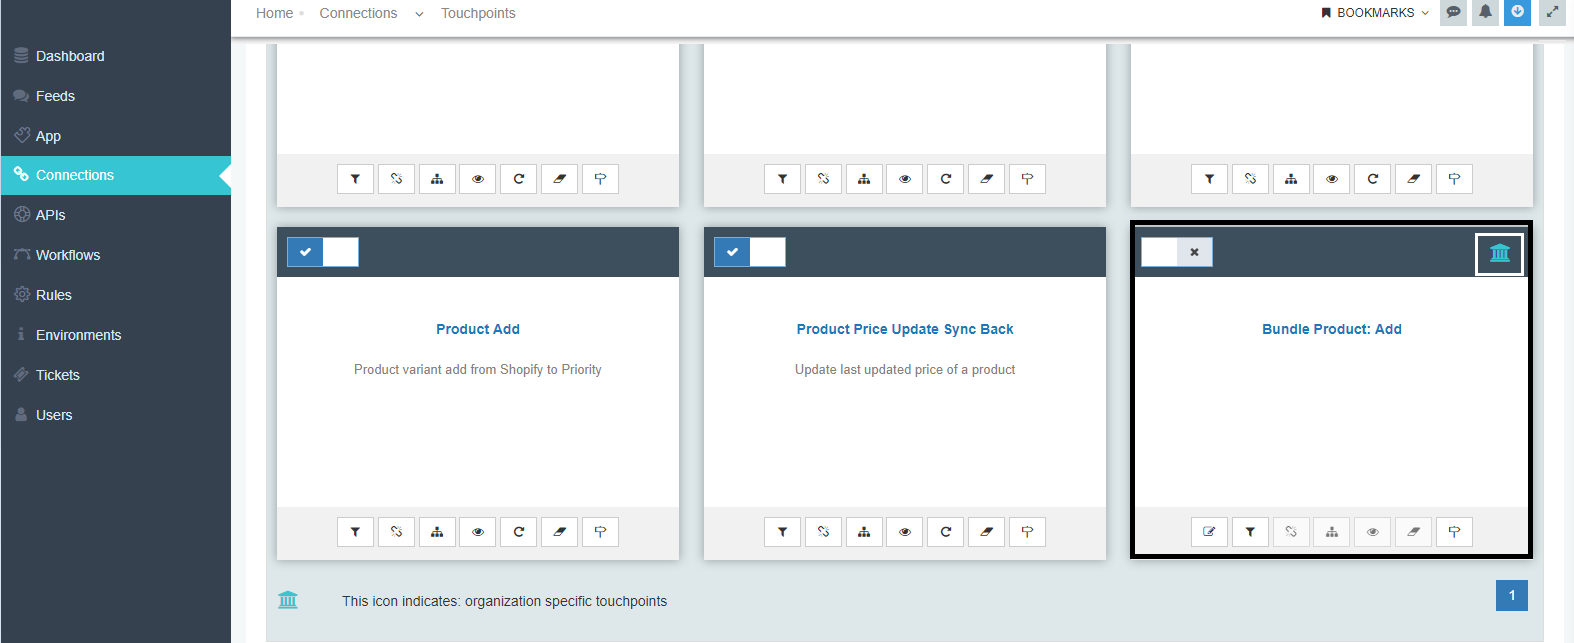 Home
Connections
Touchpoints
BOOKMARKS
Dashboard
Feeds
App
Connections
APIs
Workflows
Rules
Environments
Tickets
Users
Product Add
Product variant add from Shopify to Priority
Product Price Update Sync Back
Update last updated price of a product
Bundle Product: Add
This icon indicates: organization specific touchpoints
1